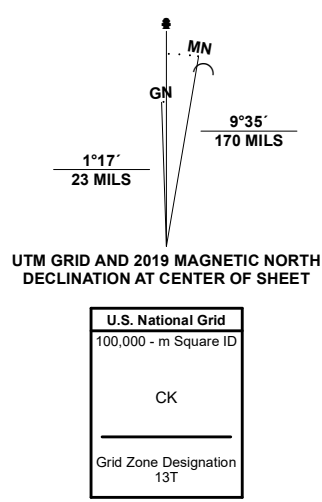 MN
GN
9°35´
170 MILS
1°17´
23 MILS
UTM GRID AND 2019 MAGNETIC NORTH
DECLINATION AT CENTER OF SHEET
U.S. National Grid
100,000 - m Square ID
CK
Grid Zone Designation
13T